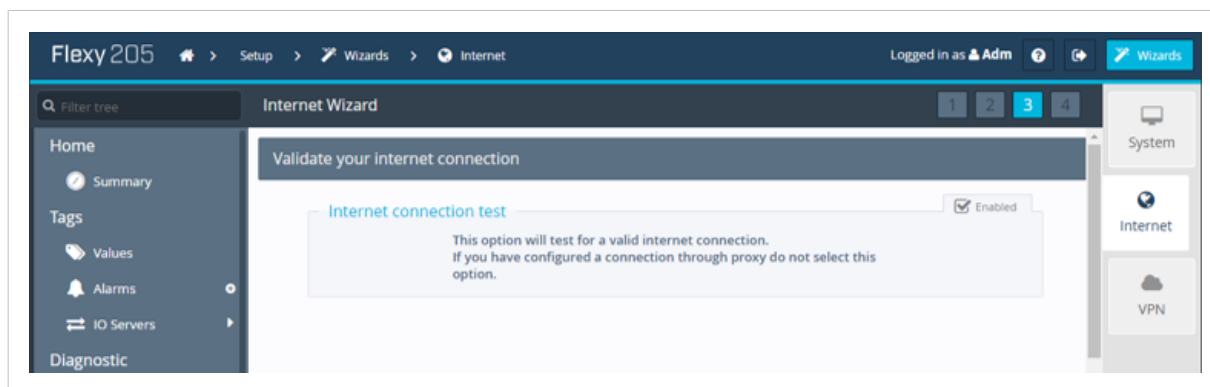 Flexy 205 > Setup > Wizards > Internet Logged in as Adm Wizards
Filter tree
Internet Wizard 1 2 3 4
System
Home
Validate your internet connection
Summary
Internet connection test Enabled
Internet
Tags
This option will test for a valid internet connection.
Values
If you have configured a connection through proxy do not select this
option.
Alarms
VPN
IO Servers
Diagnostic